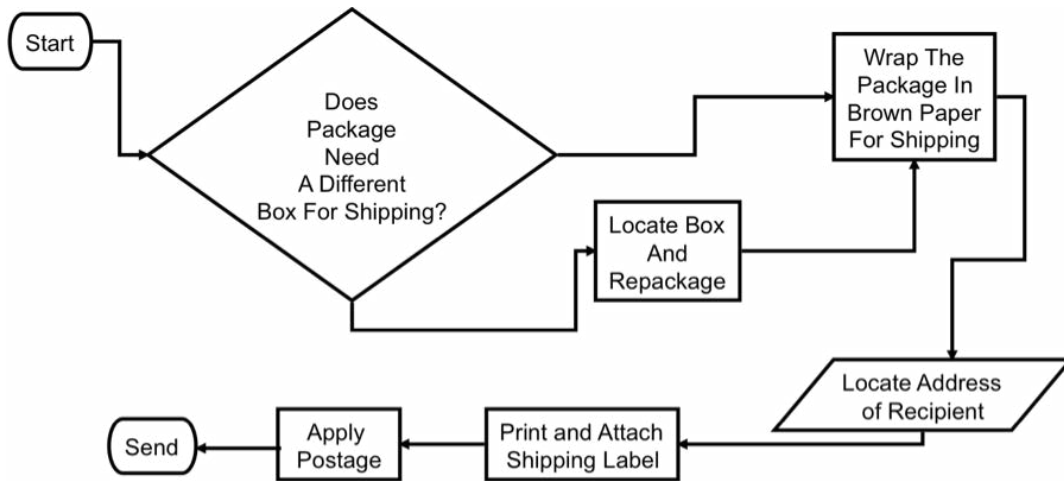 Start
Does
Package
Need
A Different
Box For Shipping?
Wrap The
Package In
Brown Paper
For Shipping
Locate Box
And
Repackage
Locate Address
of Recipient
Print and Attach
Shipping Label
Apply
Postage
Send